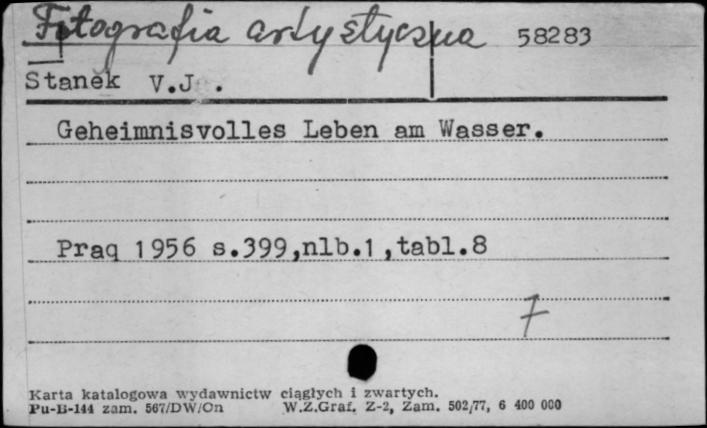 Fotografia artystyczna 58283
Staněk V.J.
Geheimnisvolles Leben am Wasser.
Praq 1956 s.399,nlb.1,tabl.8
7
Karta katalogowa wydawnictw ciągłych i zwartych.
Pu-B-144 zam. 567/DW/On W.Z.Graf. Z-2, Zam. 502/77, 6 400 000